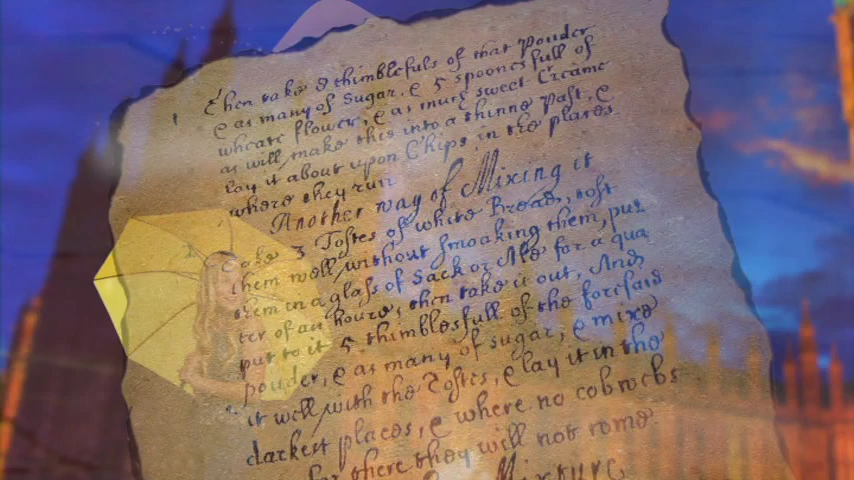 Then take 8 thimblefuls of that Pouder
& as many of Sugar, & 5 spoones full of
wheate flower, & as much sweet Creame
as will make this into a thinne Past, &
lay it about upon Chips, in the places
where they run
Another way of Mixing it
Take 3 Tostes of white Bread, tost
them well, without smoaking them, put
them in a glass of Sack or Ale for a qua
ter of an houre, then take it out, And
put to it 5 thimblesfull of the foresaid
pouder, & as many of sugar, & mixe
it well with the Tostes, & lay it in the
darkest places, & where no cobwebs
for there they will not come
Mixture